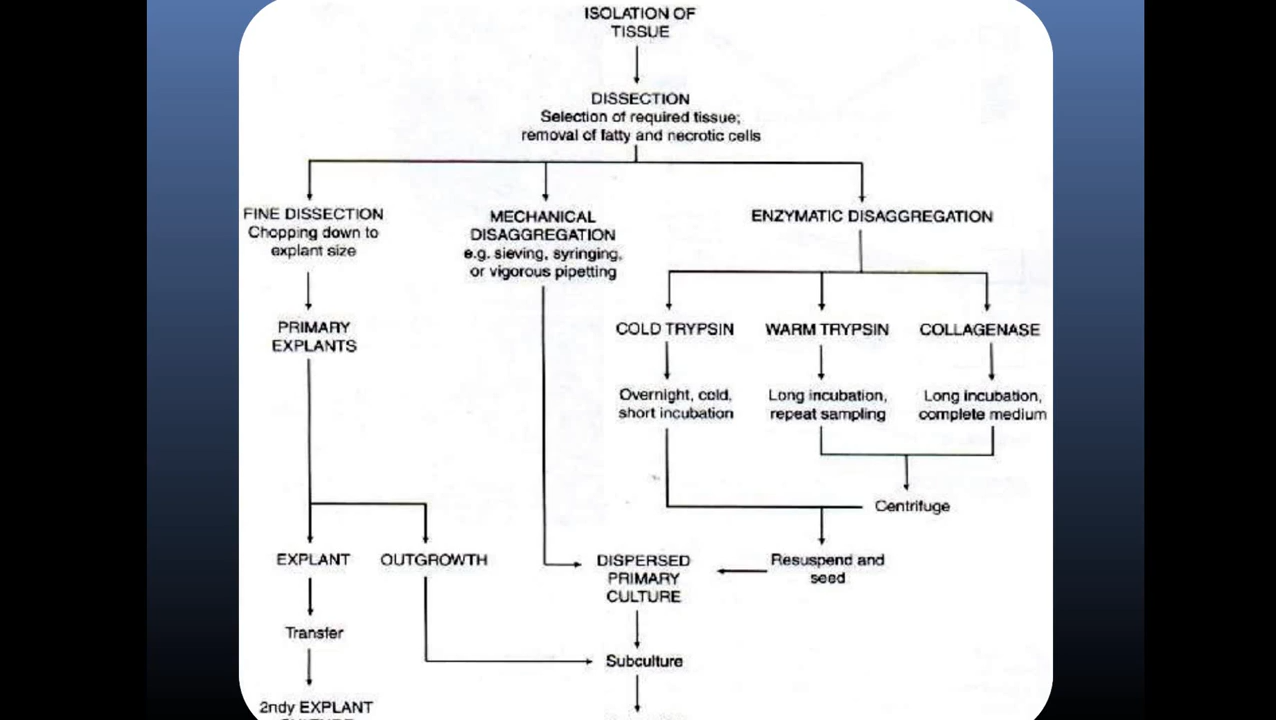 ISOLATION OF
TISSUE
DISSECTION
Selection of required tissue;
removal of fatty and necrotic cells
FINE DISSECTION
Chopping down to
explant size
MECHANICAL
DISAGGREGATION
e.g. sieving, syringing,
or vigorous pipetting
ENZYMATIC DISAGGREGATION
PRIMARY
EXPLANTS
COLD TRYPSIN
WARM TRYPSIN
COLLAGENASE
Overnight, cold,
short incubation
Long incubation,
repeat sampling
Long incubation,
complete medium
Centrifuge
EXPLANT
OUTGROWTH
DISPERSED
PRIMARY
CULTURE
Resuspend and
seed
Transfer
Subculture
2ndy EXPLANT